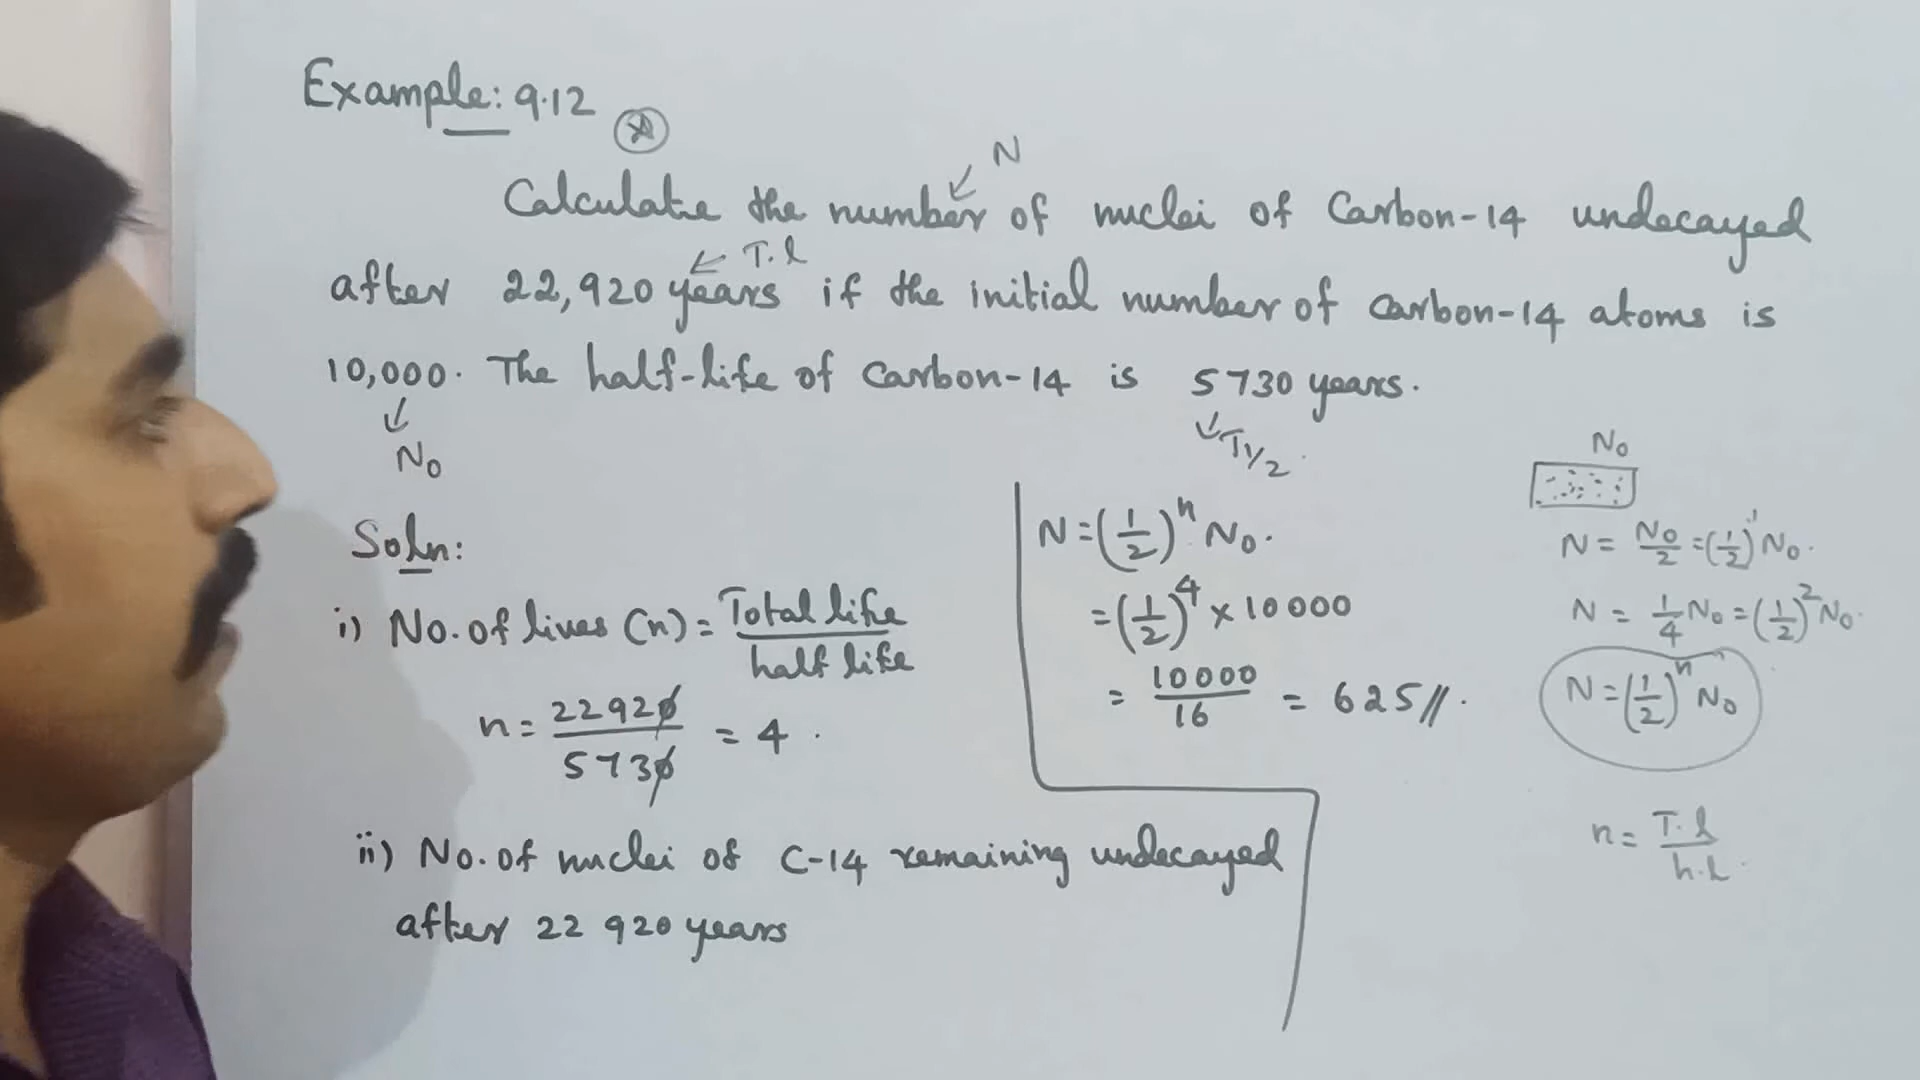 Example: 9.12
N
Calculate the number of nuclei of Carbon-14 undecayed
T.l
after 22,920 years if the initial number of carbon-14 atoms is
10,000. The half-life of carbon-14 is 5730 years.
N₀
T1/2
Soln:
i) No. of lives (n) = Total life / half life
n = 22920 / 5730 = 4.
ii) No. of nuclei of C-14 remaining undecayed
after 22 920 years
N = (1/2)ⁿ N₀.
= (1/2)⁴ × 10000
= 10000 / 16 = 625//.
N₀
N = N₀/2 = (1/2)¹ N₀.
N = 1/4 N₀ = (1/2)² N₀.
N = (1/2)ⁿ N₀
n = T.l / h.l.